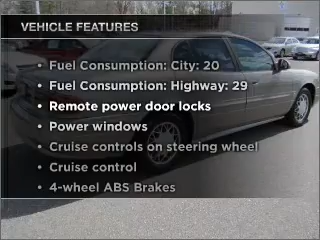 VEHICLE FEATURES
• Fuel Consumption: City: 20
• Fuel Consumption: Highway: 29
• Remote power door locks
• Power windows
• Cruise controls on steering wheel
• Cruise control
• 4-wheel ABS Brakes